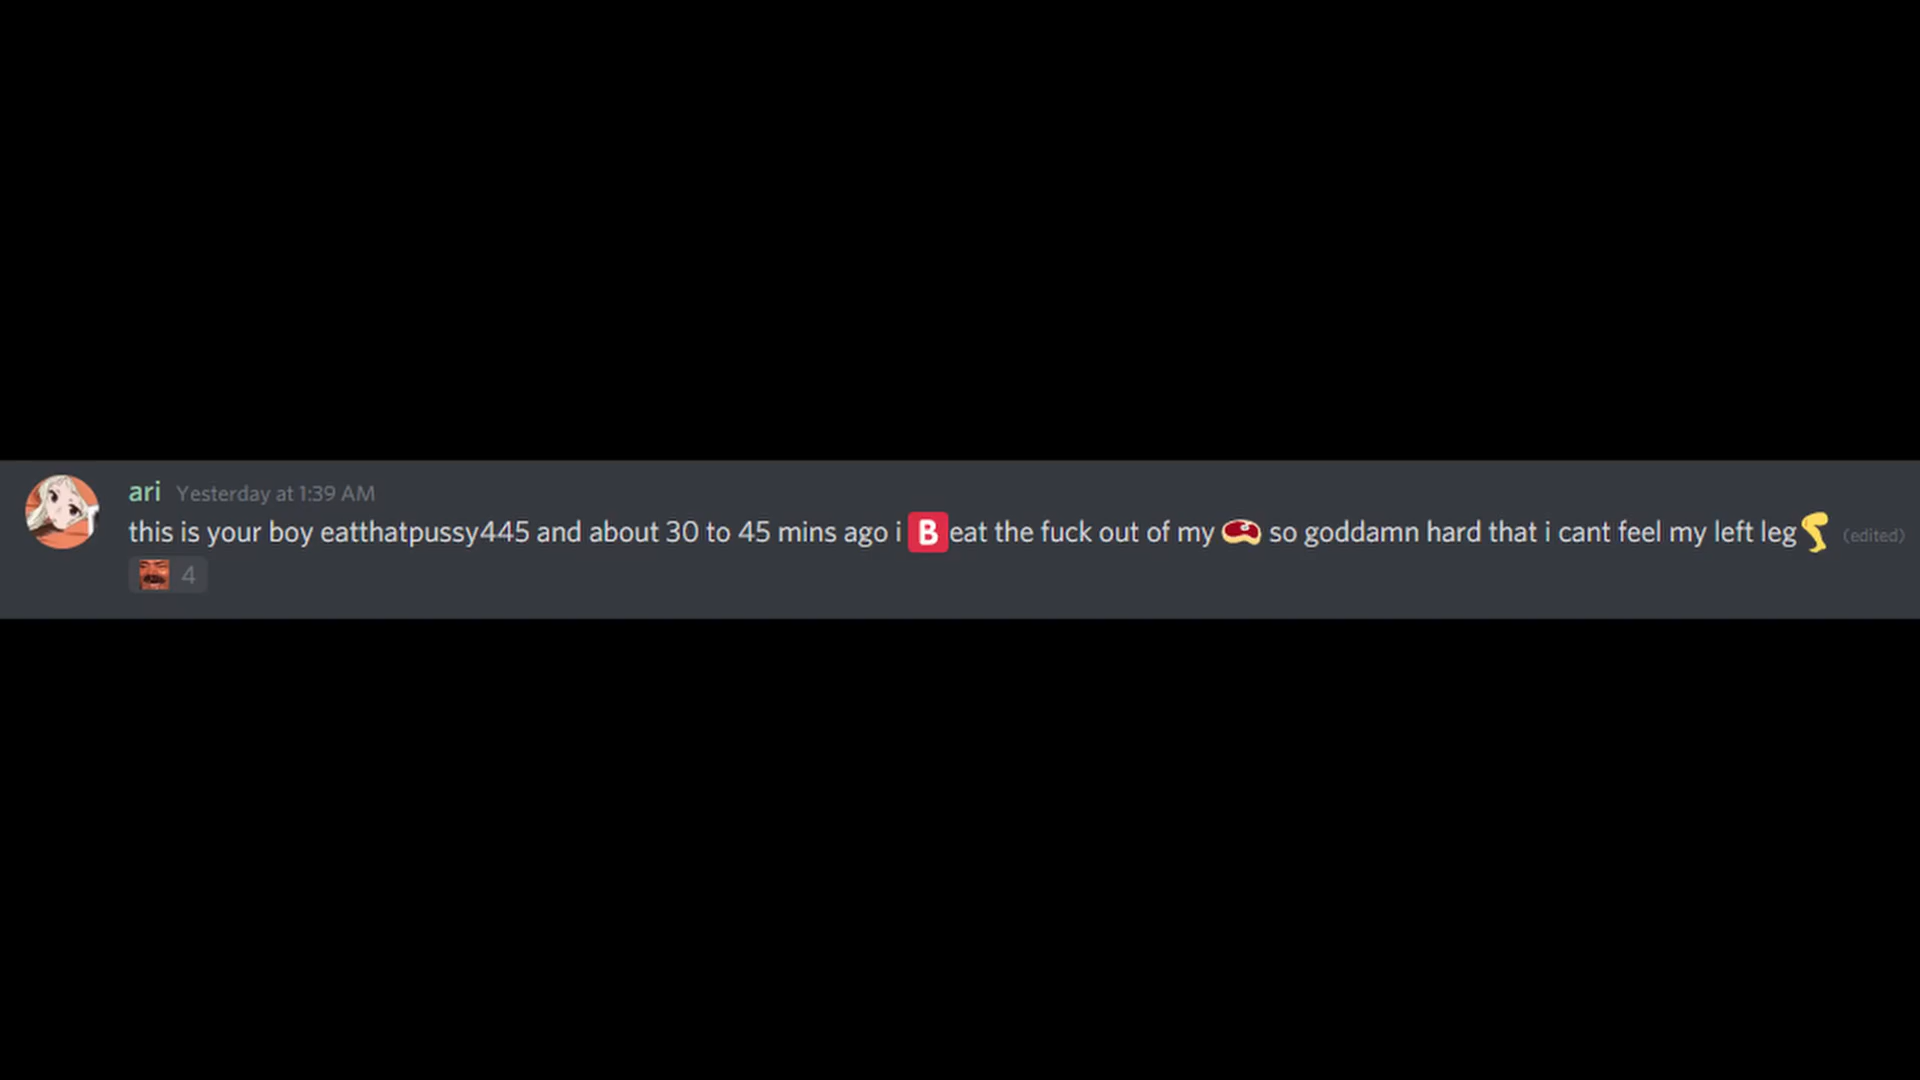 ari Yesterday at 1:39 AM
this is your boy eatthatpussy445 and about 30 to 45 mins ago i 🅱eat the fuck out of my 🥩 so goddamn hard that i cant feel my left leg🦵 (edited)
4